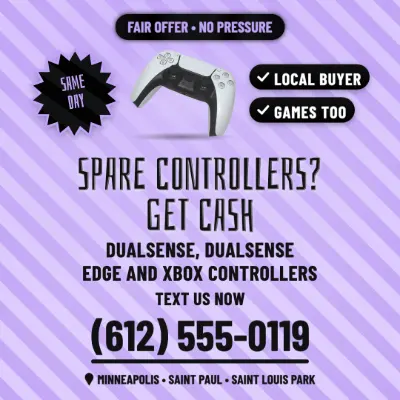 FAIR OFFER • NO PRESSURE
SAME
DAY
LOCAL BUYER
GAMES TOO
SPARE CONTROLLERS?
GET CASH
DUALSENSE, DUALSENSE
EDGE AND XBOX CONTROLLERS
TEXT US NOW
(612) 555-0119
MINNEAPOLIS • SAINT PAUL • SAINT LOUIS PARK